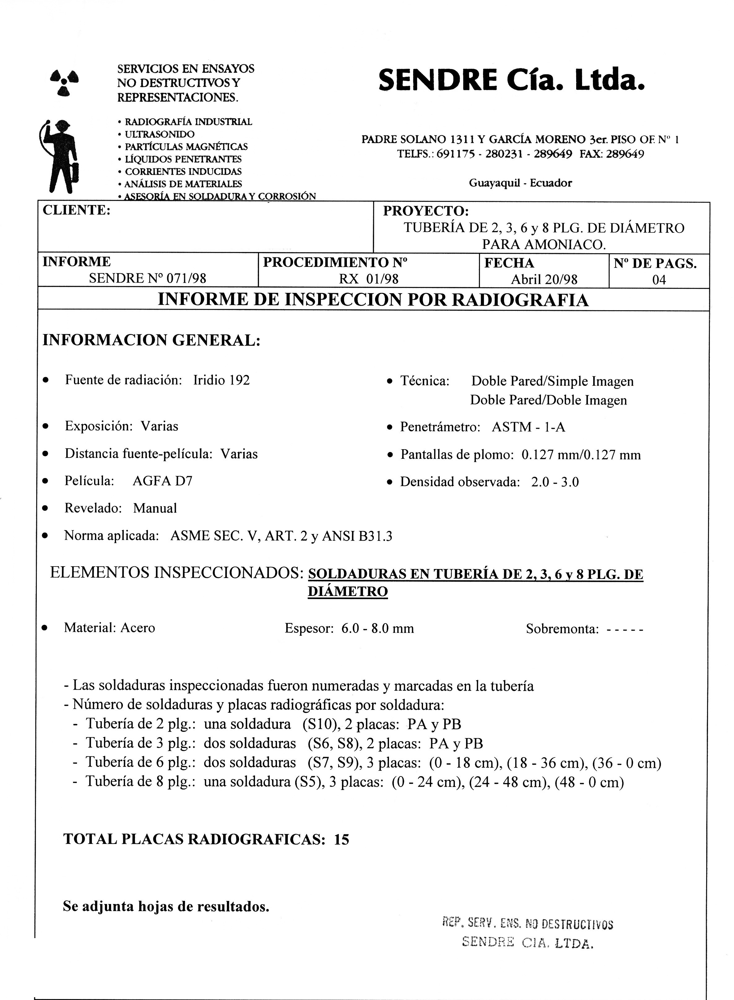 SERVICIOS EN ENSAYOS
NO DESTRUCTIVOS Y
REPRESENTACIONES.
• RADIOGRAFÍA INDUSTRIAL
• ULTRASONIDO
• PARTÍCULAS MAGNÉTICAS
• LÍQUIDOS PENETRANTES
• CORRIENTES INDUCIDAS
• ANÁLISIS DE MATERIALES
• ASESORÍA EN SOLDADURA Y CORROSIÓN
SENDRE Cía. Ltda.
PADRE SOLANO 1311 Y GARCÍA MORENO 3er. PISO OF. Nº 1
TELFS.: 691175 - 280231 - 289649 FAX: 289649
Guayaquil - Ecuador
CLIENTE:
PROYECTO:
TUBERÍA DE 2, 3, 6 y 8 PLG. DE DIÁMETRO
PARA AMONIACO.
INFORME
SENDRE Nº 071/98
PROCEDIMIENTO Nº
RX 01/98
FECHA
Abril 20/98
Nº DE PAGS.
04
INFORME DE INSPECCION POR RADIOGRAFIA
INFORMACION GENERAL:
• Fuente de radiación: Iridio 192
• Técnica: Doble Pared/Simple Imagen
Doble Pared/Doble Imagen
• Exposición: Varias
• Penetrámetro: ASTM - 1-A
• Distancia fuente-película: Varias
• Pantallas de plomo: 0.127 mm/0.127 mm
• Película: AGFA D7
• Densidad observada: 2.0 - 3.0
• Revelado: Manual
• Norma aplicada: ASME SEC. V, ART. 2 y ANSI B31.3
ELEMENTOS INSPECCIONADOS: SOLDADURAS EN TUBERÍA DE 2, 3, 6 y 8 PLG. DE
DIÁMETRO
• Material: Acero Espesor: 6.0 - 8.0 mm Sobremonta: - - - - -
- Las soldaduras inspeccionadas fueron numeradas y marcadas en la tubería
- Número de soldaduras y placas radiográficas por soldadura:
- Tubería de 2 plg.: una soldadura (S10), 2 placas: PA y PB
- Tubería de 3 plg.: dos soldaduras (S6, S8), 2 placas: PA y PB
- Tubería de 6 plg.: dos soldaduras (S7, S9), 3 placas: (0 - 18 cm), (18 - 36 cm), (36 - 0 cm)
- Tubería de 8 plg.: una soldadura (S5), 3 placas: (0 - 24 cm), (24 - 48 cm), (48 - 0 cm)
TOTAL PLACAS RADIOGRAFICAS: 15
Se adjunta hojas de resultados.
REP. SERV. ENS. NO DESTRUCTIVOS
SENDRE CIA. LTDA.